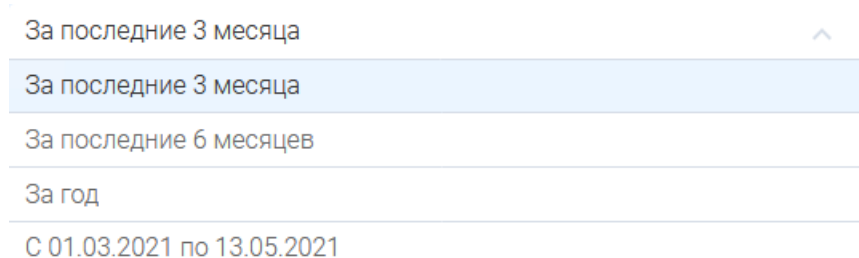 За последние 3 месяца
За последние 3 месяца
За последние 6 месяцев
За год
С 01.03.2021 по 13.05.2021